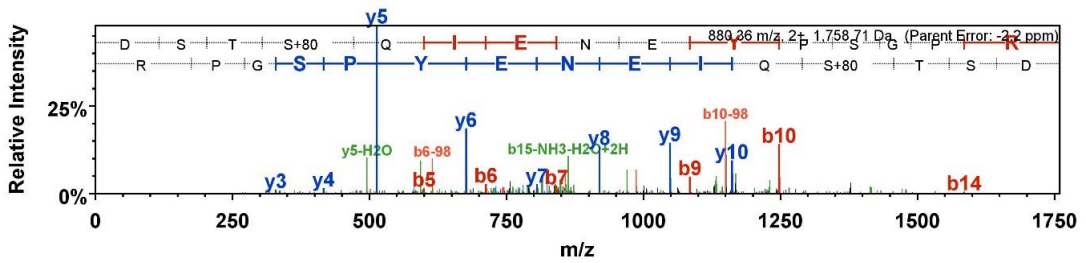 y5
880.36 m/z, 2+, 1,758.71 Da, (Parent Error: -2.2 ppm)
D S T S+80 Q I E N E Y P S G P R
R P G S P Y E N E I Q S+80 T S D
Relative Intensity
25%
0%
y5-H2O b6-98 b15-NH3-H2O+2H b10-98
y6 y8 y9 b10
y3 y4 b5 b6 y7 b7 b9 y10 b14
0 250 500 750 1000 1250 1500 1750
m/z